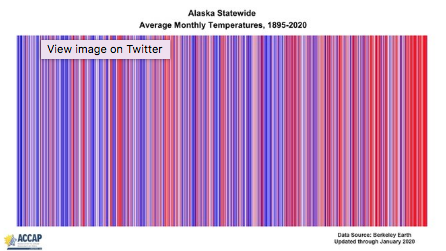 Alaska Statewide
Average Monthly Temperatures, 1895-2020
View image on Twitter
ACCAP
Data Source: Berkeley Earth
Updated through January 2020